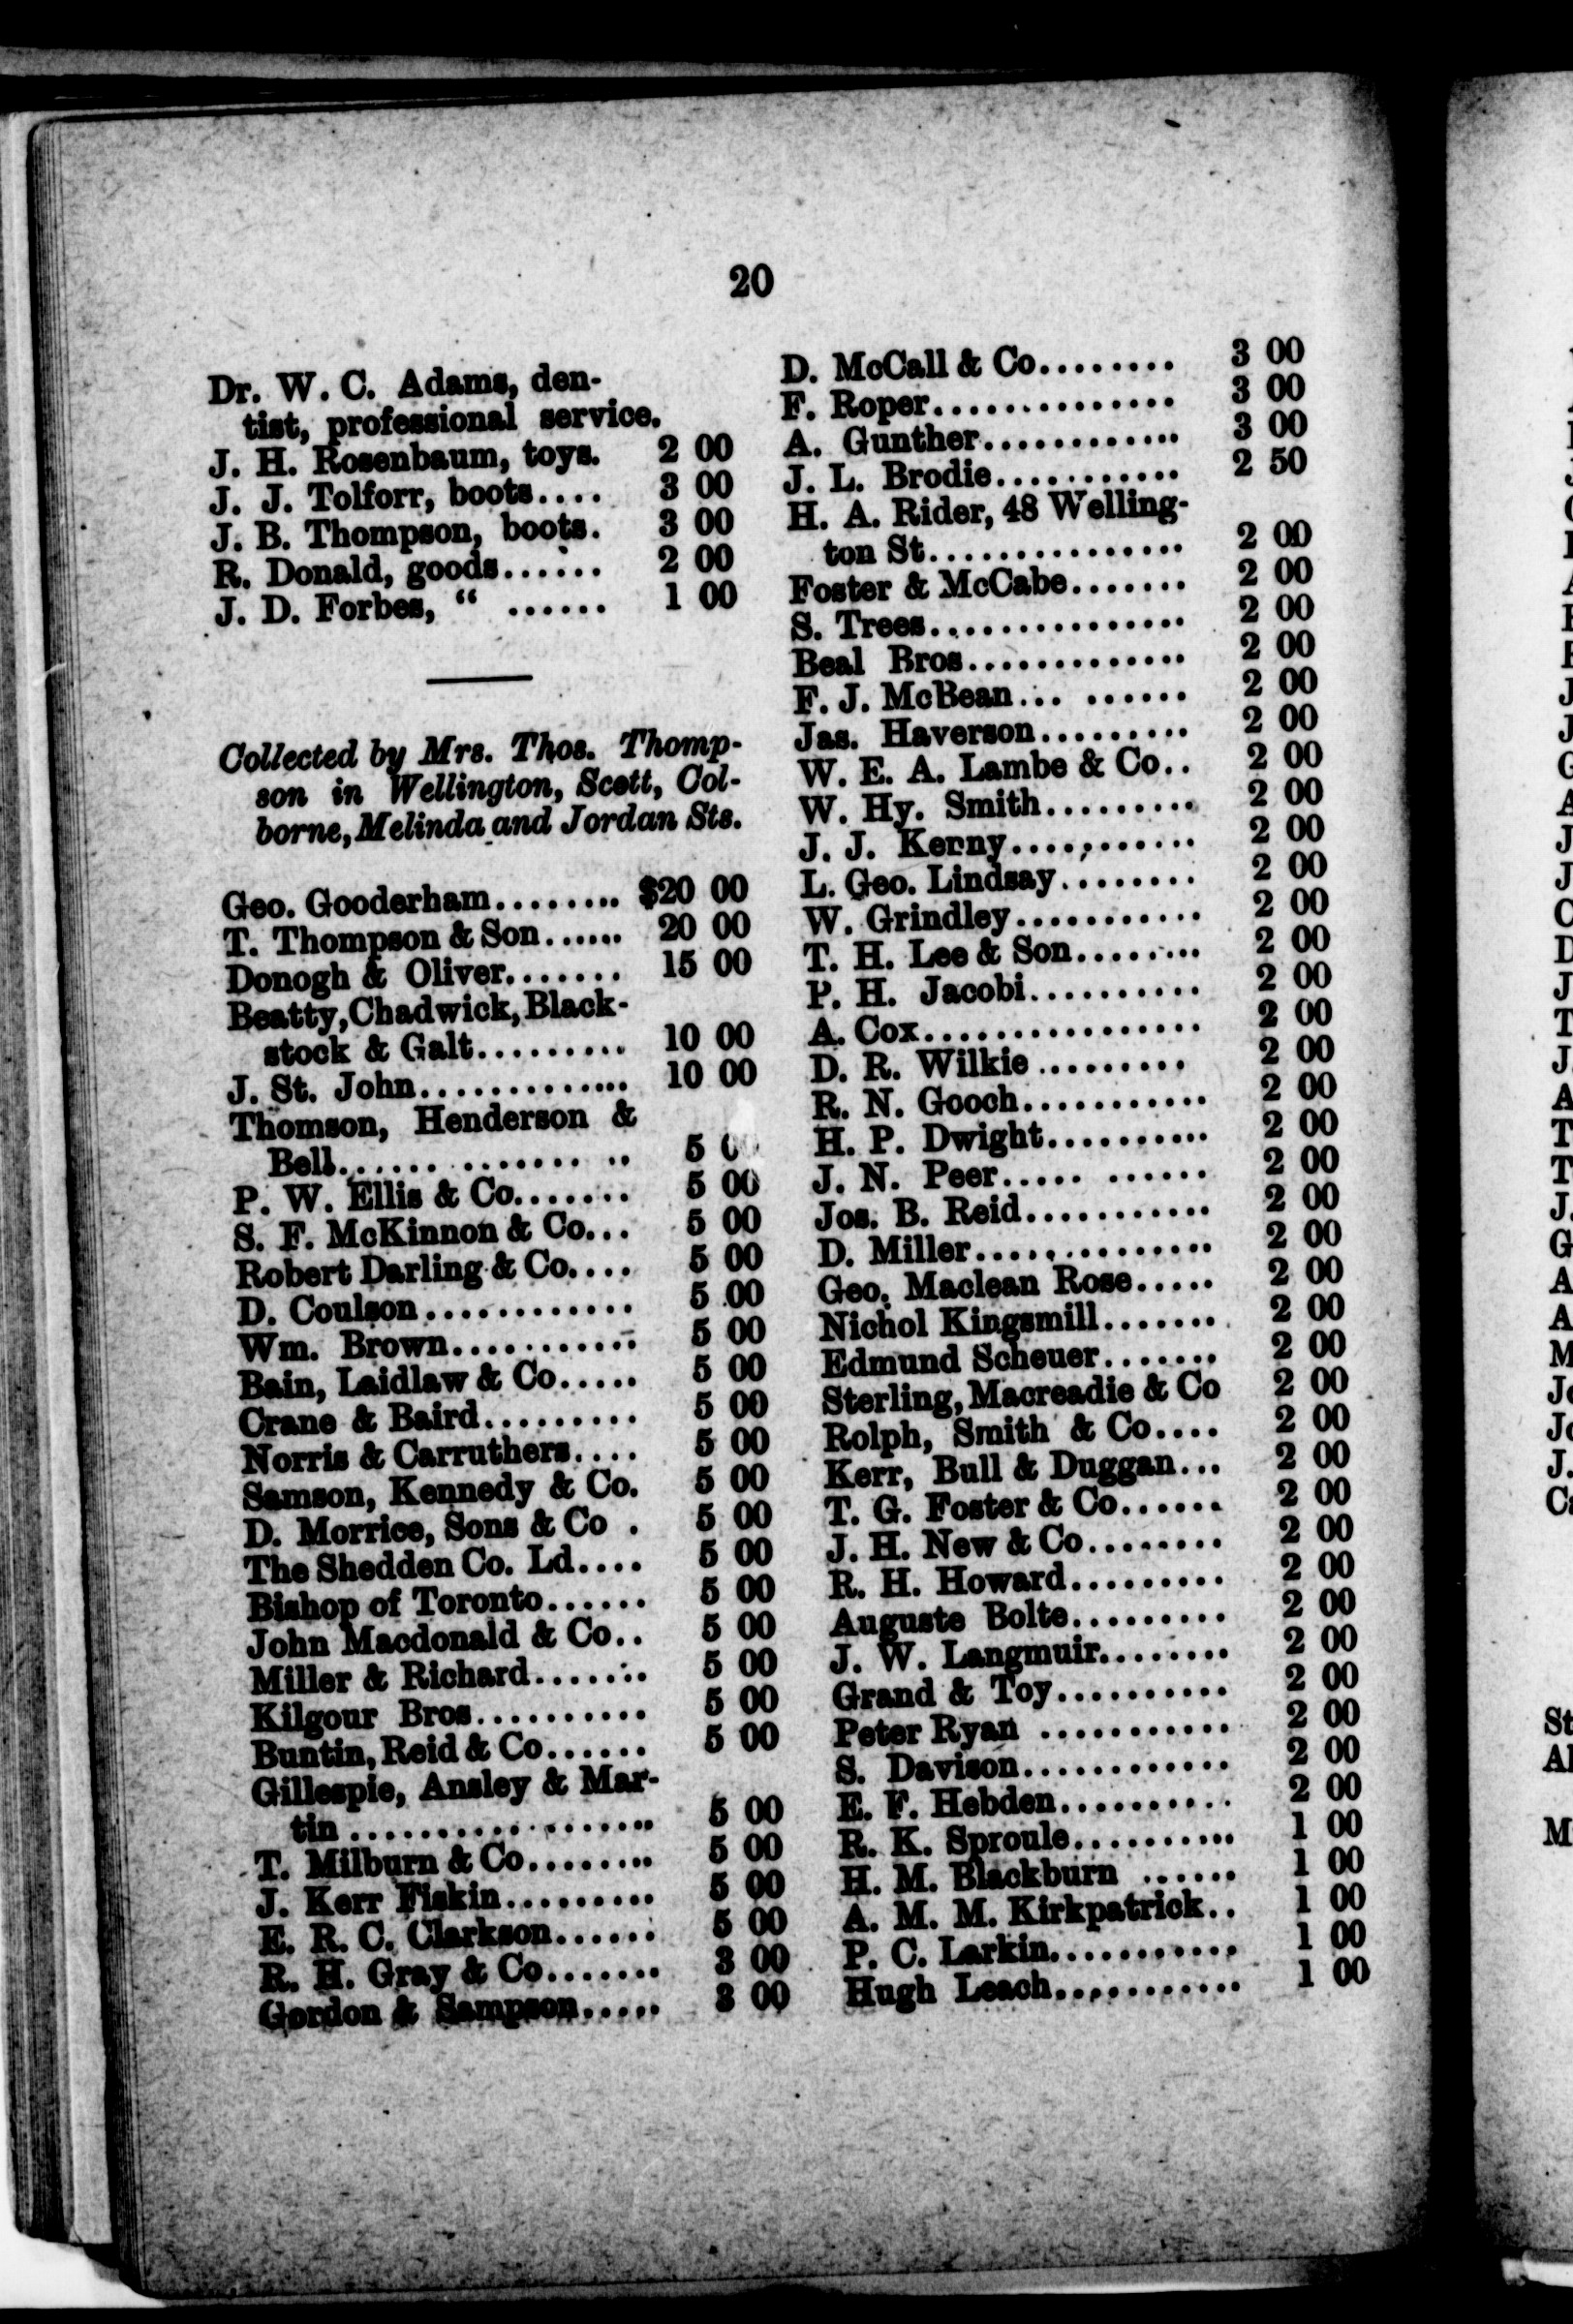 20
Dr. W. C. Adams, den-
tist, professional service.
J. H. Rosenbaum, toys. 2 00
J. J. Tolforr, boots.... 3 00
J. B. Thompson, boots. 3 00
R. Donald, goods...... 2 00
J. D. Forbes, “ ...... 1 00
Collected by Mrs. Thos. Thomp-
son in Wellington, Scott, Col-
borne, Melinda and Jordan Sts.
Geo. Gooderham......... $20 00
T. Thompson & Son...... 20 00
Donogh & Oliver....... 15 00
Beatty, Chadwick, Black-
stock & Galt......... 10 00
J. St. John............. 10 00
Thomson, Henderson &
Bell................. 5
P. W. Ellis & Co....... 5 00
S. F. McKinnon & Co... 5 00
Robert Darling & Co.... 5 00
D. Coulson............ 5 00
Wm. Brown............ 5 00
Bain, Laidlaw & Co..... 5 00
Crane & Baird......... 5 00
Norris & Carruthers.... 5 00
Samson, Kennedy & Co. 5 00
D. Morrice, Sons & Co . 5 00
The Shedden Co. Ld.... 5 00
Bishop of Toronto...... 5 00
John Macdonald & Co.. 5 00
Miller & Richard....... 5 00
Kilgour Bros.......... 5 00
Buntin, Reid & Co...... 5 00
Gillespie, Ansley & Mar-
tin .................. 5 00
T. Milburn & Co........ 5 00
J. Kerr Fiskin......... 5 00
E. R. C. Clarkson...... 5 00
R. H. Gray & Co....... 3 00
Gordon & Sampson..... 3 00
D. McCall & Co........ 3 00
F. Roper.............. 3 00
A. Gunther............ 3 00
J. L. Brodie........... 2 50
H. A. Rider, 48 Welling-
ton St............... 2 00
Foster & McCabe....... 2 00
S. Trees............... 2 00
Beal Bros............. 2 00
F. J. McBean... ...... 2 00
Jas. Haverson......... 2 00
W. E. A. Lambe & Co.. 2 00
W. Hy. Smith......... 2 00
J. J. Kerny........... 2 00
L. Geo. Lindsay........ 2 00
W. Grindley........... 2 00
T. H. Lee & Son........ 2 00
P. H. Jacobi.......... 2 00
A. Cox................ 2 00
D. R. Wilkie ......... 2 00
R. N. Gooch........... 2 00
H. P. Dwight.......... 2 00
J. N. Peer..... ...... 2 00
Jos. B. Reid........... 2 00
D. Miller.............. 2 00
Geo. Maclean Rose..... 2 00
Nichol Kingsmill....... 2 00
Edmund Scheuer....... 2 00
Sterling, Macreadie & Co 2 00
Rolph, Smith & Co.... 2 00
Kerr, Bull & Duggan... 2 00
T. G. Foster & Co...... 2 00
J. H. New & Co........ 2 00
R. H. Howard......... 2 00
Auguste Bolte......... 2 00
J. W. Langmuir........ 2 00
Grand & Toy.......... 2 00
Peter Ryan ........... 2 00
S. Davison............ 2 00
E. F. Hebden.......... 2 00
R. K. Sproule.......... 1 00
H. M. Blackburn ...... 1 00
A. M. M. Kirkpatrick.. 1 00
P. C. Larkin........... 1 00
Hugh Leach........... 1 00